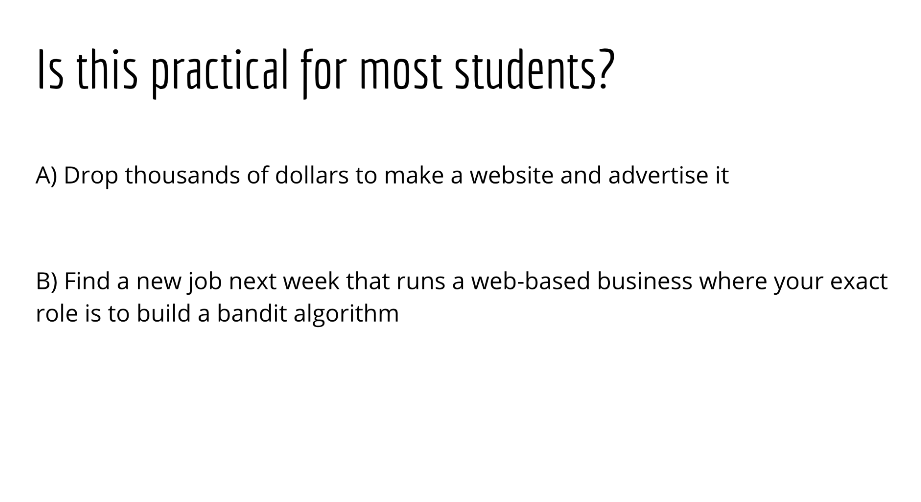 Is this practical for most students?
A) Drop thousands of dollars to make a website and advertise it
B) Find a new job next week that runs a web-based business where your exact
role is to build a bandit algorithm